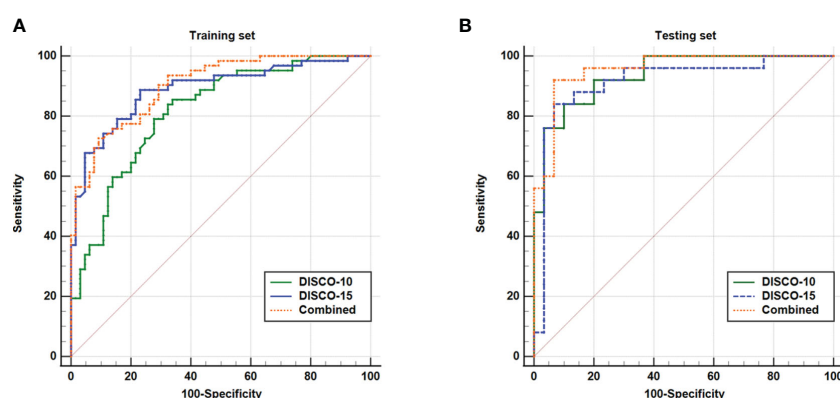 A
Training set
100
80
60
40
20
0
Sensitivity
DISCO-10
DISCO-15
Combined
0 20 40 60 80 100
100-Specificity
B
Testing set
100
80
60
40
20
0
Sensitivity
DISCO-10
DISCO-15
Combined
0 20 40 60 80 100
100-Specificity